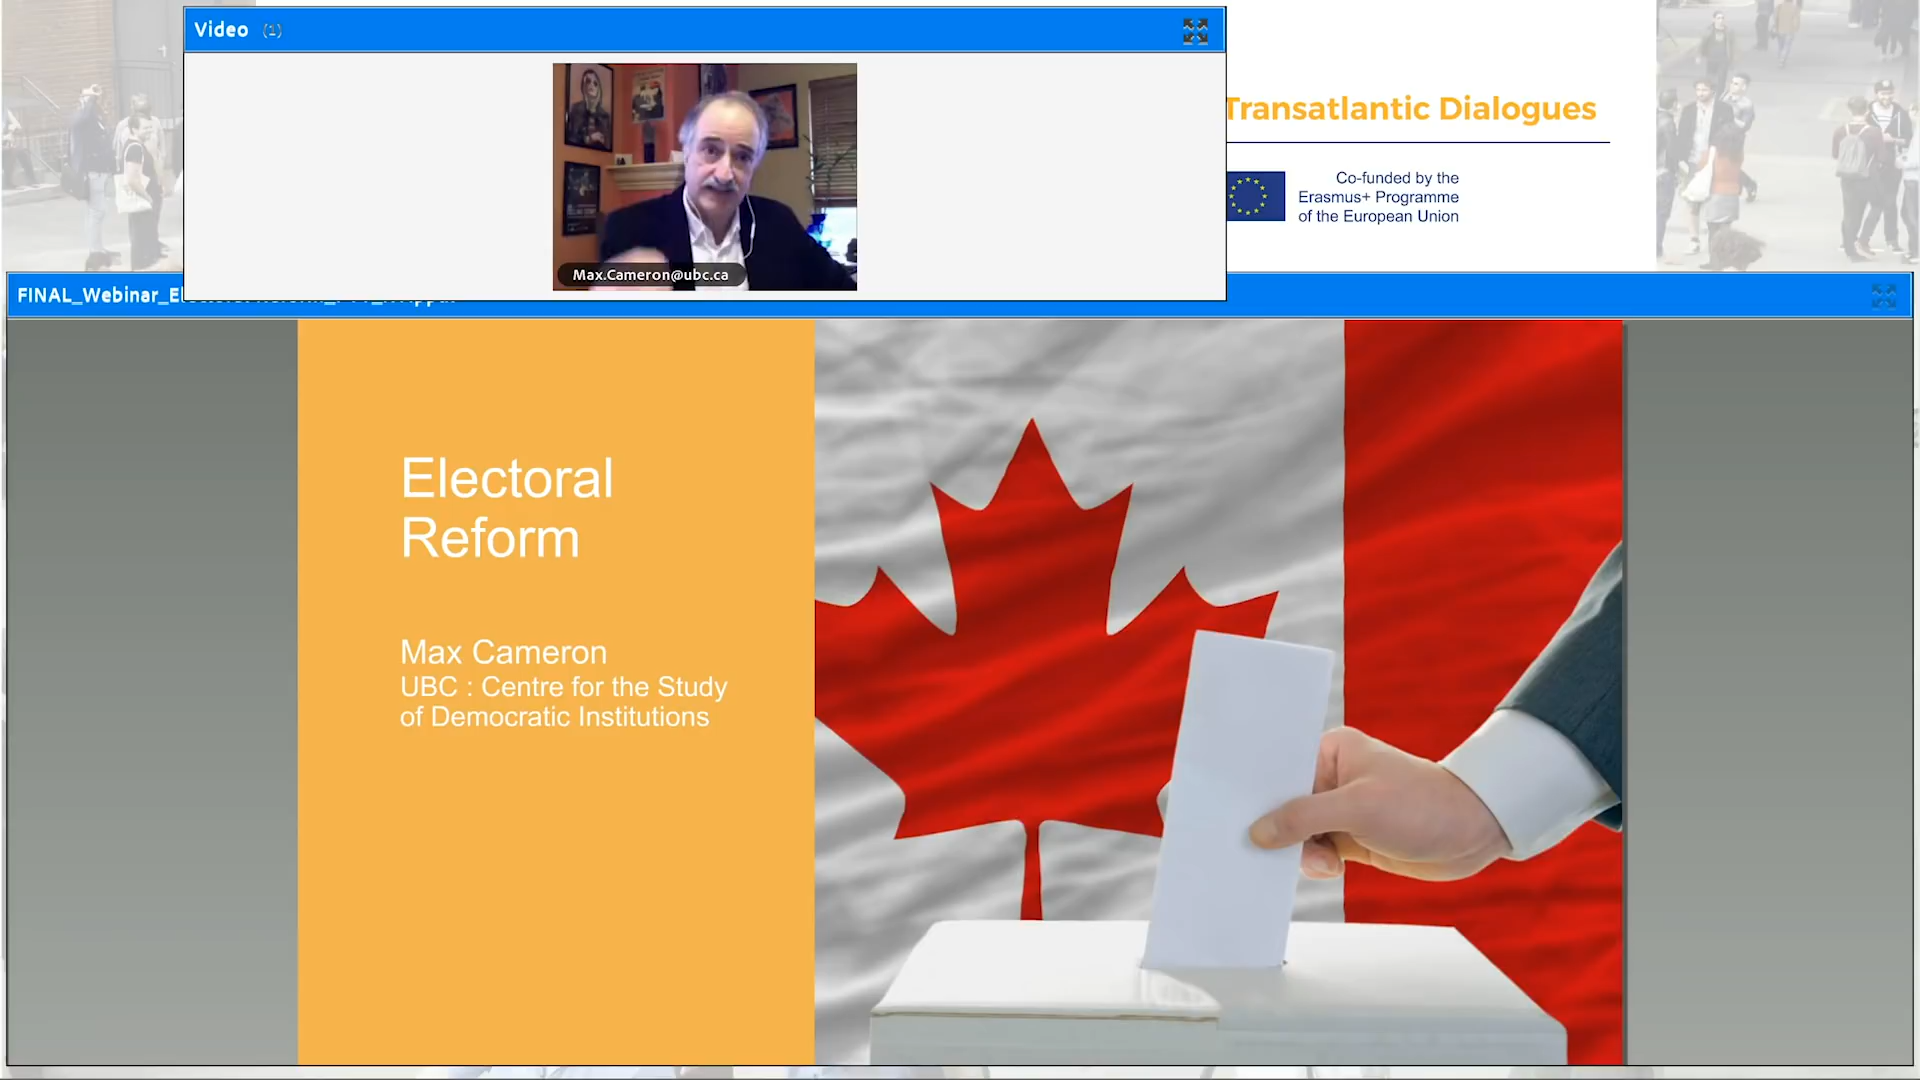 Video (1)
Max.Cameron@ubc.ca
Transatlantic Dialogues
Co-funded by the
Erasmus+ Programme
of the European Union
FINAL_Webinar_E
Electoral
Reform
Max Cameron
UBC : Centre for the Study
of Democratic Institutions